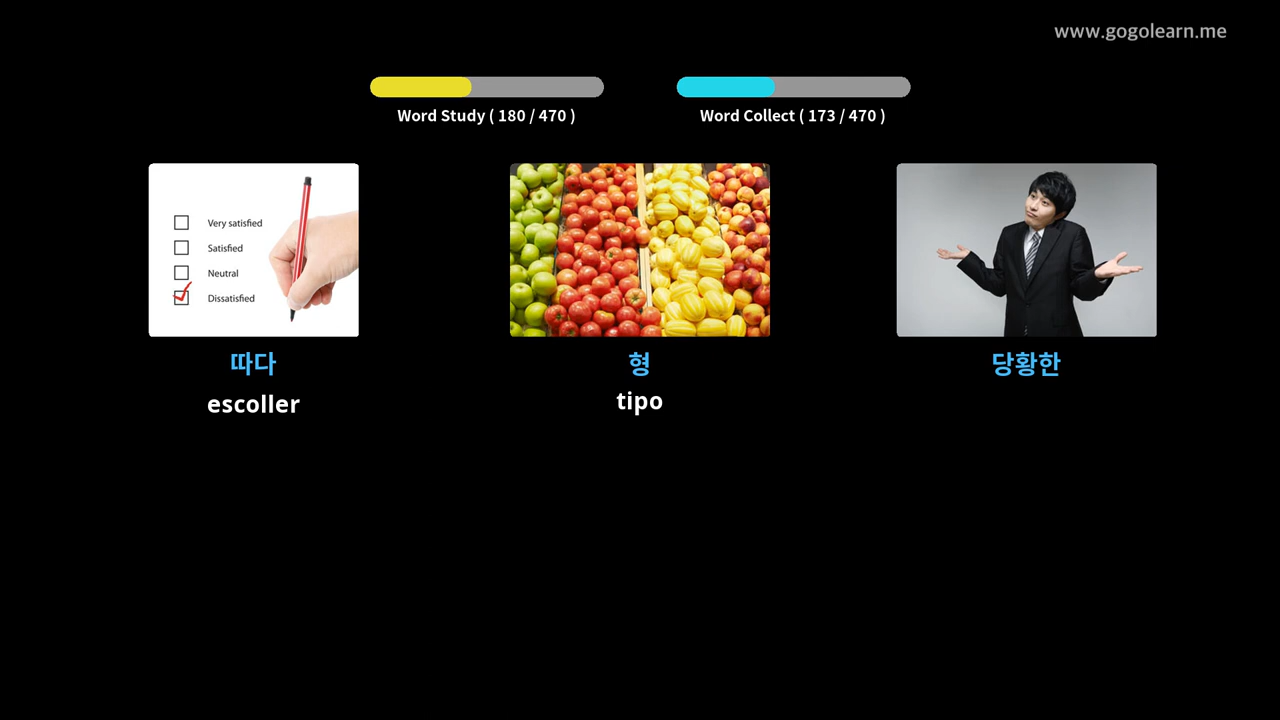 www.gogolearn.me
Word Study ( 180 / 470 )
Word Collect ( 173 / 470 )
Very satisfied
Satisfied
Neutral
Dissatisfied
따다
형
당황한
escoller
tipo